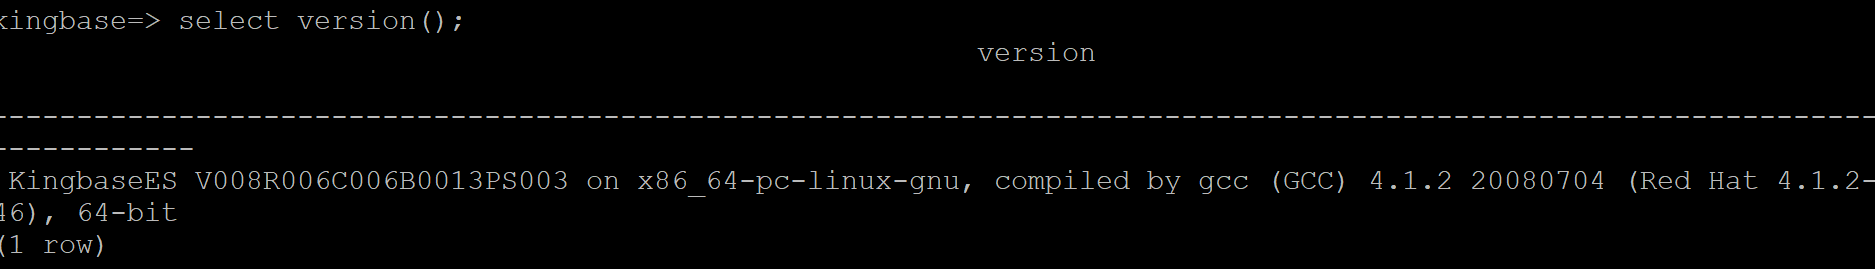 kingbase=> select version();
version
--------------------------------------------------------------------------------------------------------------------
------------
KingbaseES V008R006C006B0013PS003 on x86_64-pc-linux-gnu, compiled by gcc (GCC) 4.1.2 20080704 (Red Hat 4.1.2-
46), 64-bit
(1 row)